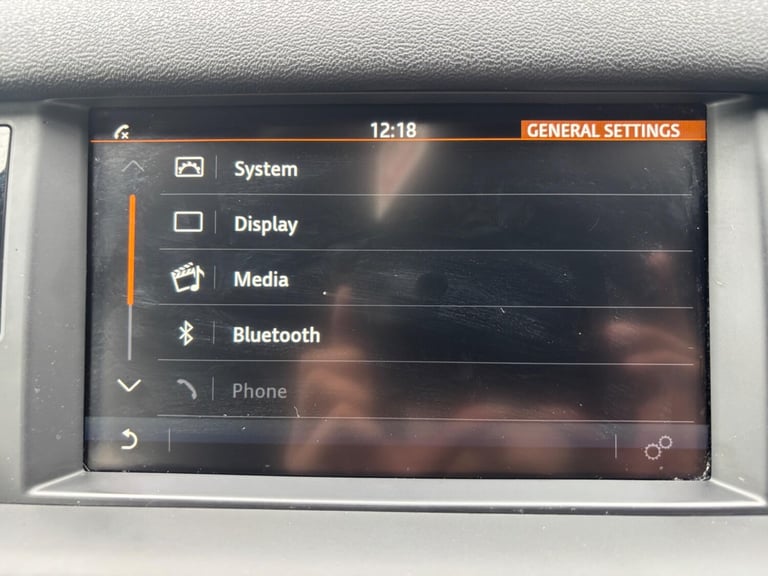 12:18
GENERAL SETTINGS
System
Display
Media
Bluetooth
Phone